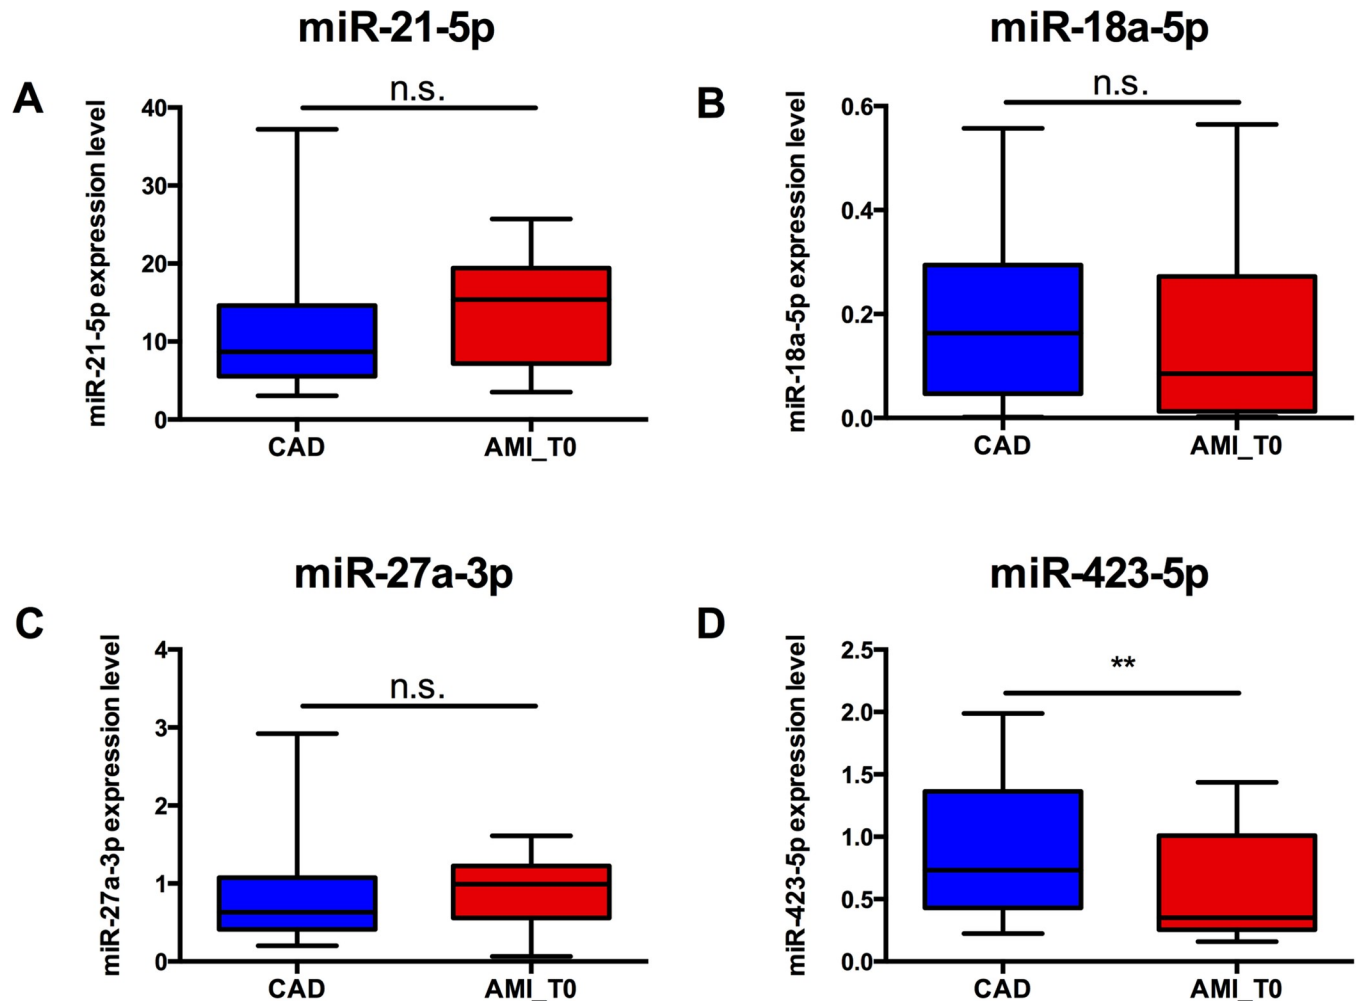 miR-21-5p
A
n.s.
miR-21-5p expression level
40
30
20
10
0
CAD
AMI_T0
miR-18a-5p
B
n.s.
miR-18a-5p expression level
0.6
0.4
0.2
0.0
CAD
AMI_T0
miR-27a-3p
C
n.s.
miR-27a-3p expression level
4
3
2
1
0
CAD
AMI_T0
miR-423-5p
D
**
miR-423-5p expression level
2.5
2.0
1.5
1.0
0.5
0.0
CAD
AMI_T0